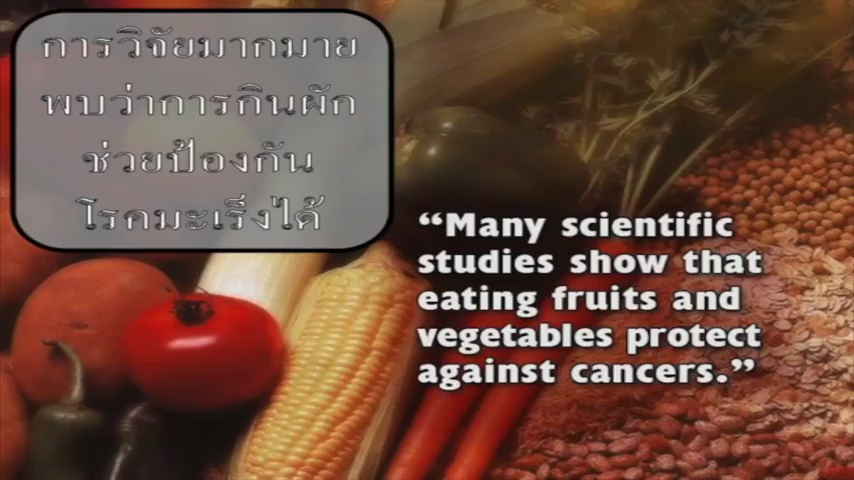 การวิจัยมากมาย
พบว่าการกินผัก
ช่วยป้องกัน
โรคมะเร็งได้
“Many scientific
studies show that
eating fruits and
vegetables protect
against cancers.”